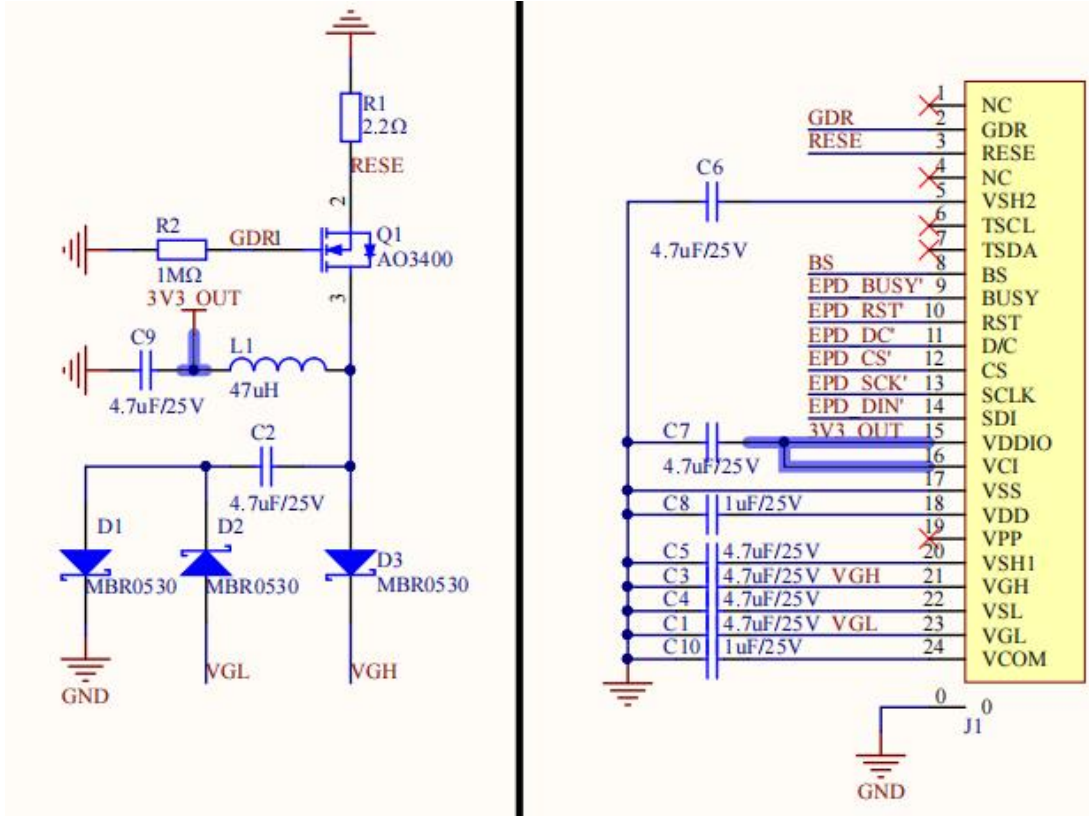 R1
2.2Ω
RESE
2
R2
GDR1
Q1
AO3400
1MΩ
3V3_OUT
3
C9
L1
4.7uF/25V
47uH
C2
4.7uF/25V
D1
D2
D3
MBR0530
MBR0530
MBR0530
VGL
VGH
GND
1 NC
GDR 2 GDR
RESE 3 RESE
4 NC
C6
5 VSH2
4.7uF/25V
6 TSCL
7 TSDA
BS 8 BS
EPD_BUSY' 9 BUSY
EPD_RST' 10 RST
EPD_DC' 11 D/C
EPD_CS' 12 CS
EPD_SCK' 13 SCLK
EPD_DIN' 14 SDI
C7 3V3_OUT 15 VDDIO
4.7uF/25V 16 VCI
17 VSS
C8 1uF/25V 18 VDD
19 VPP
C5 4.7uF/25V 20 VSH1
C3 4.7uF/25V VGH 21 VGH
C4 4.7uF/25V 22 VSL
C1 4.7uF/25V VGL 23 VGL
C10 1uF/25V 24 VCOM
0 0
J1
GND